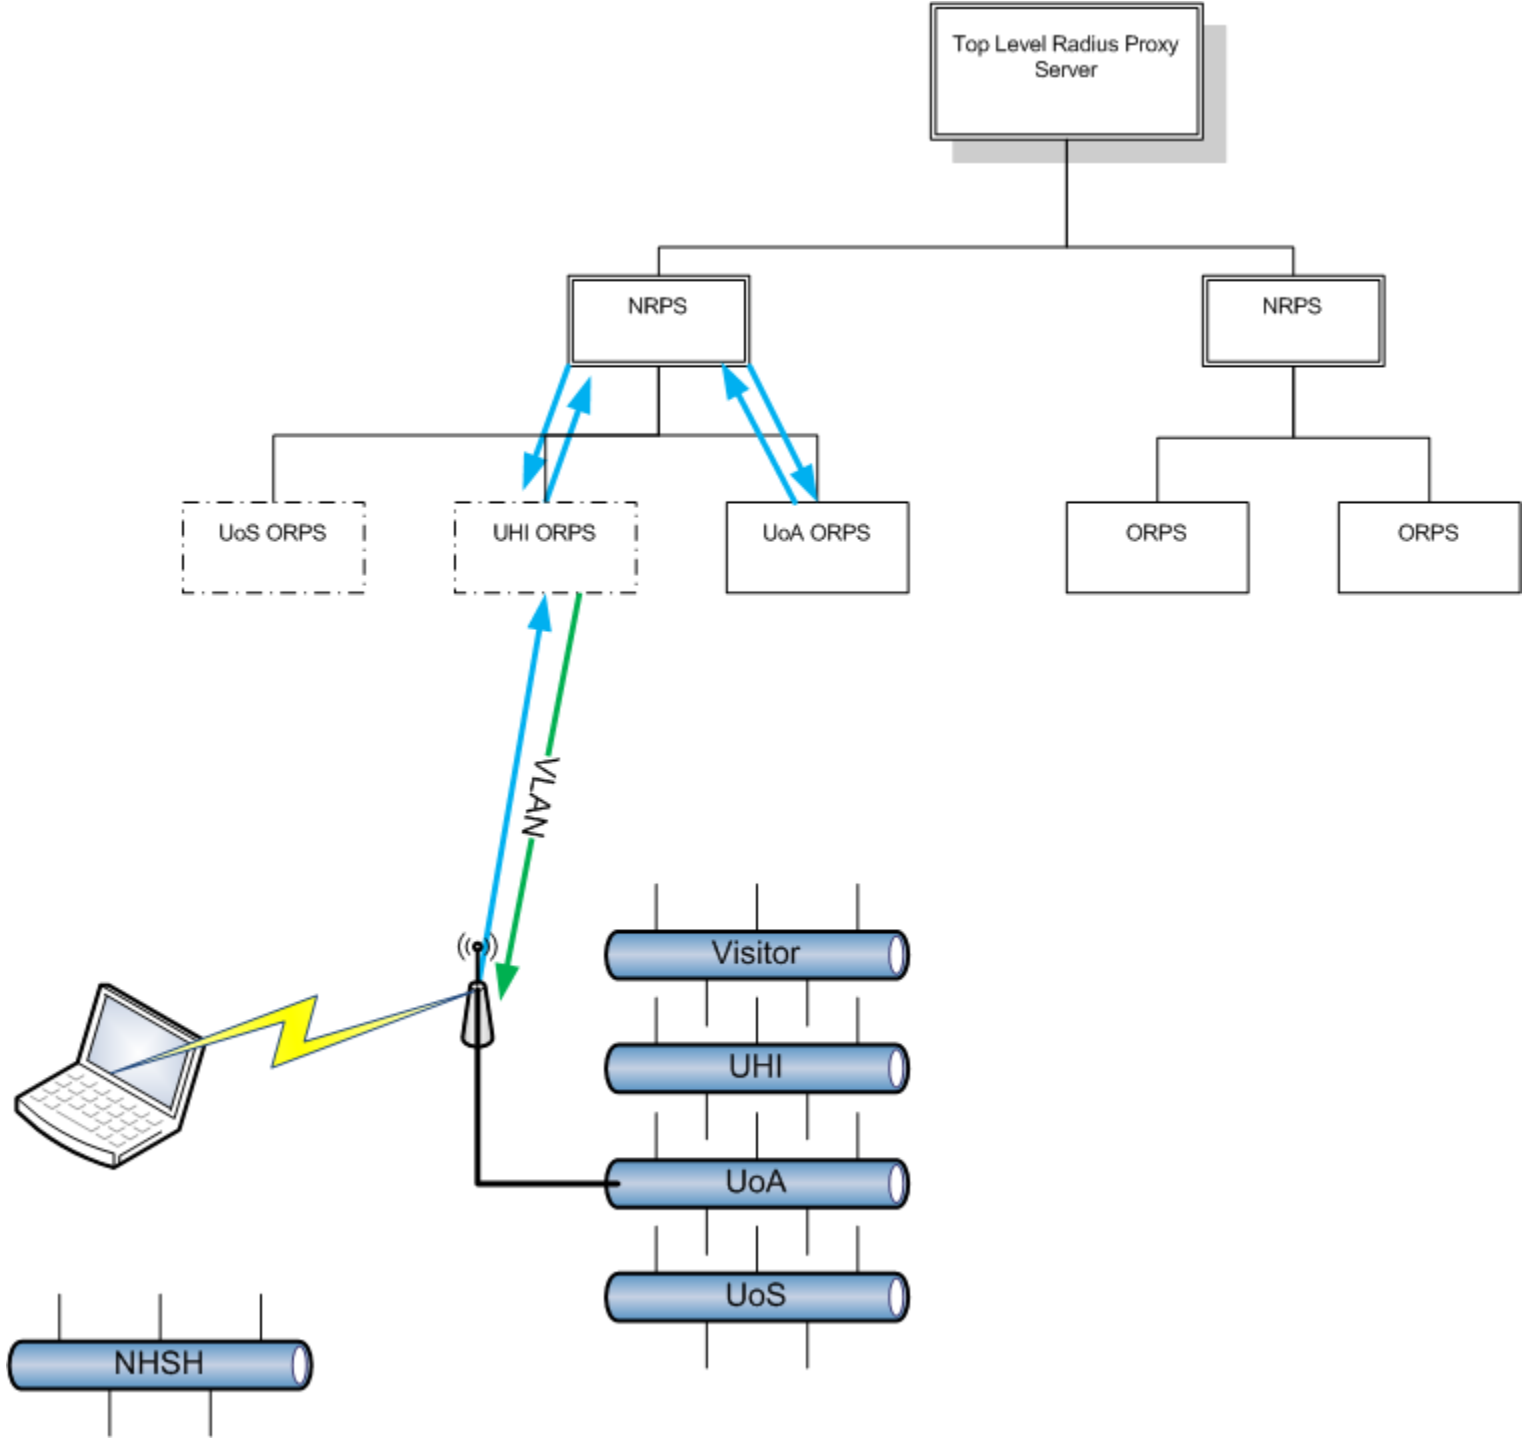 Top Level Radius Proxy
Server
NRPS
NRPS
UoS ORPS
UHI ORPS
UoA ORPS
ORPS
ORPS
VLAN
Visitor
UHI
UoA
UoS
NHSH